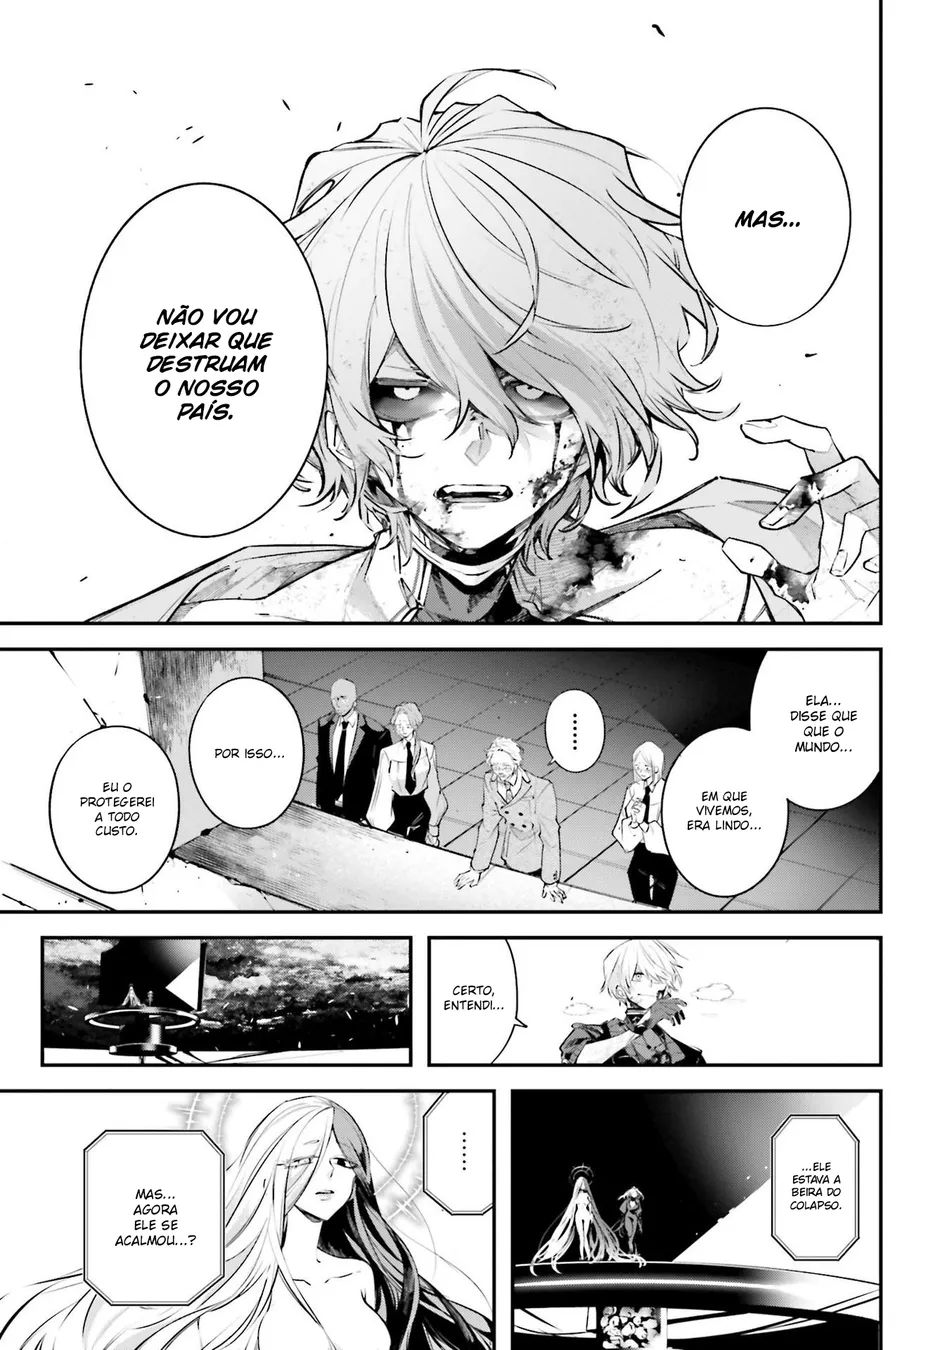 MAS...
NÃO VOU
DEIXAR QUE
DESTRUAM
O NOSSO
PAÍS.
ELA...
DISSE QUE
QUE O
MUNDO...
EM QUE
VIVEMOS,
ERA LINDO...
......
POR ISSO...
EU O
PROTEGEREI
A TODO
CUSTO.
CERTO,
ENTENDI...
...ELE
ESTAVA A
BEIRA DO
COLAPSO.
......
MAS...
AGORA
ELE SE
ACALMOU...?